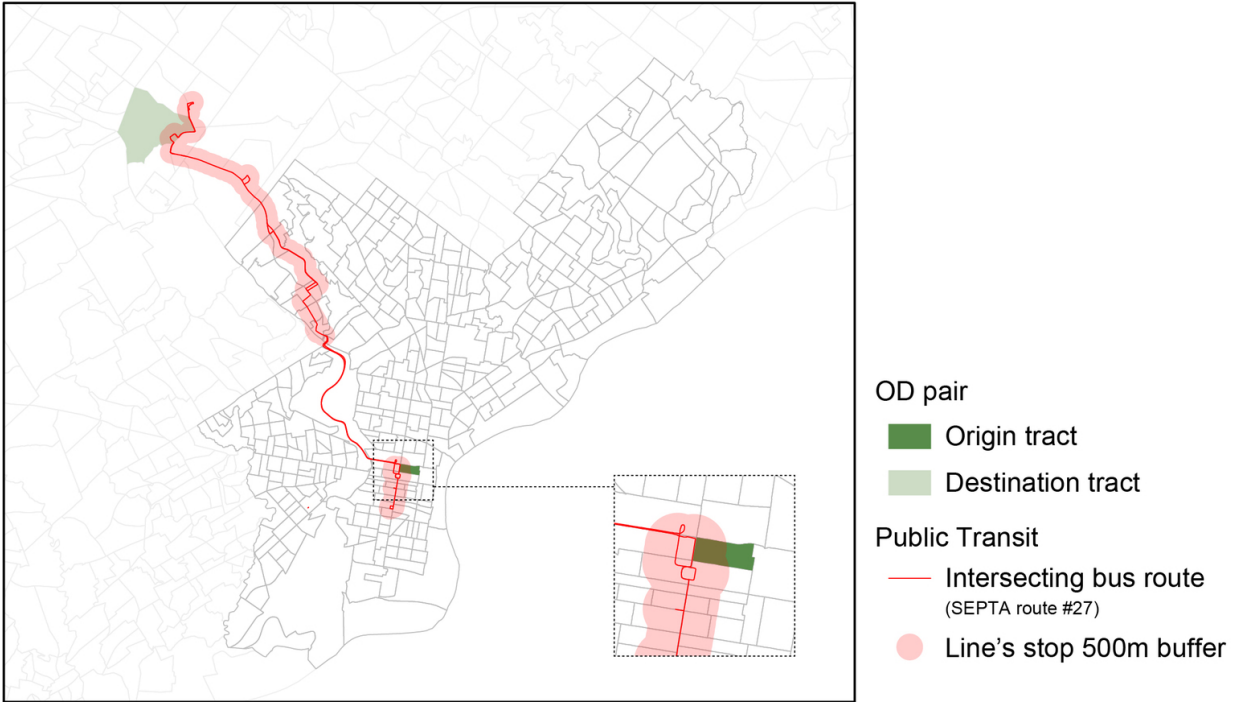 OD pair
Origin tract
Destination tract
Public Transit
Intersecting bus route
(SEPTA route #27)
Line’s stop 500m buffer